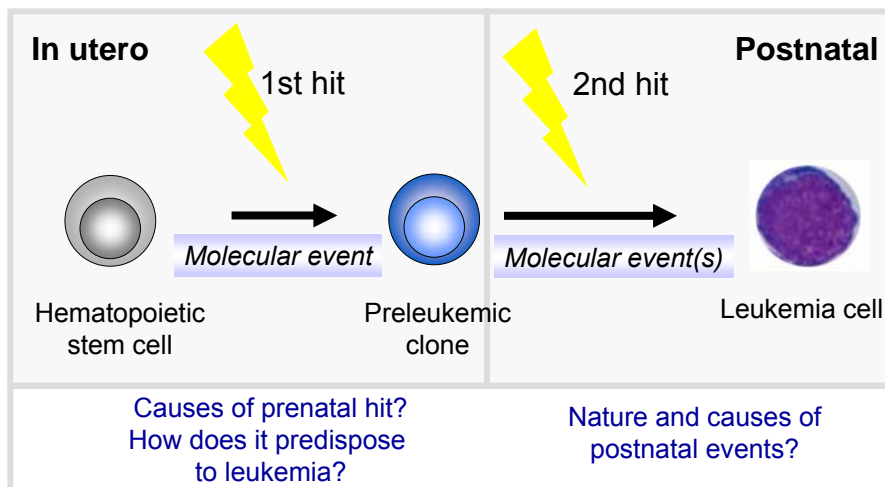 In utero
Postnatal
1st hit
2nd hit
Molecular event
Molecular event(s)
Hematopoietic
stem cell
Preleukemic
clone
Leukemia cell
Causes of prenatal hit?
How does it predispose
to leukemia?
Nature and causes of
postnatal events?